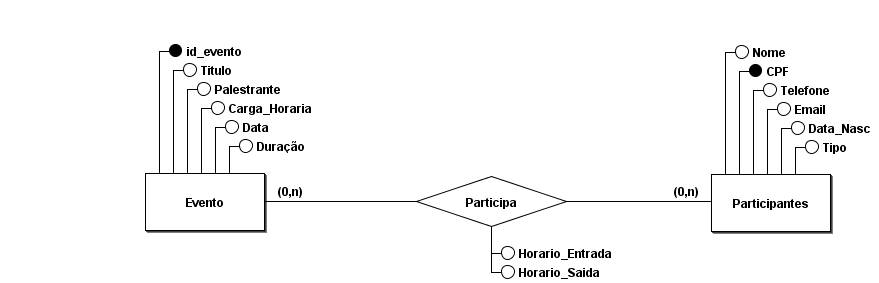 id_evento
Titulo
Palestrante
Carga_Horaria
Data
Duração
Evento
(0,n)
Participa
Horario_Entrada
Horario_Saida
(0,n)
Nome
CPF
Telefone
Email
Data_Nasc
Tipo
Participantes